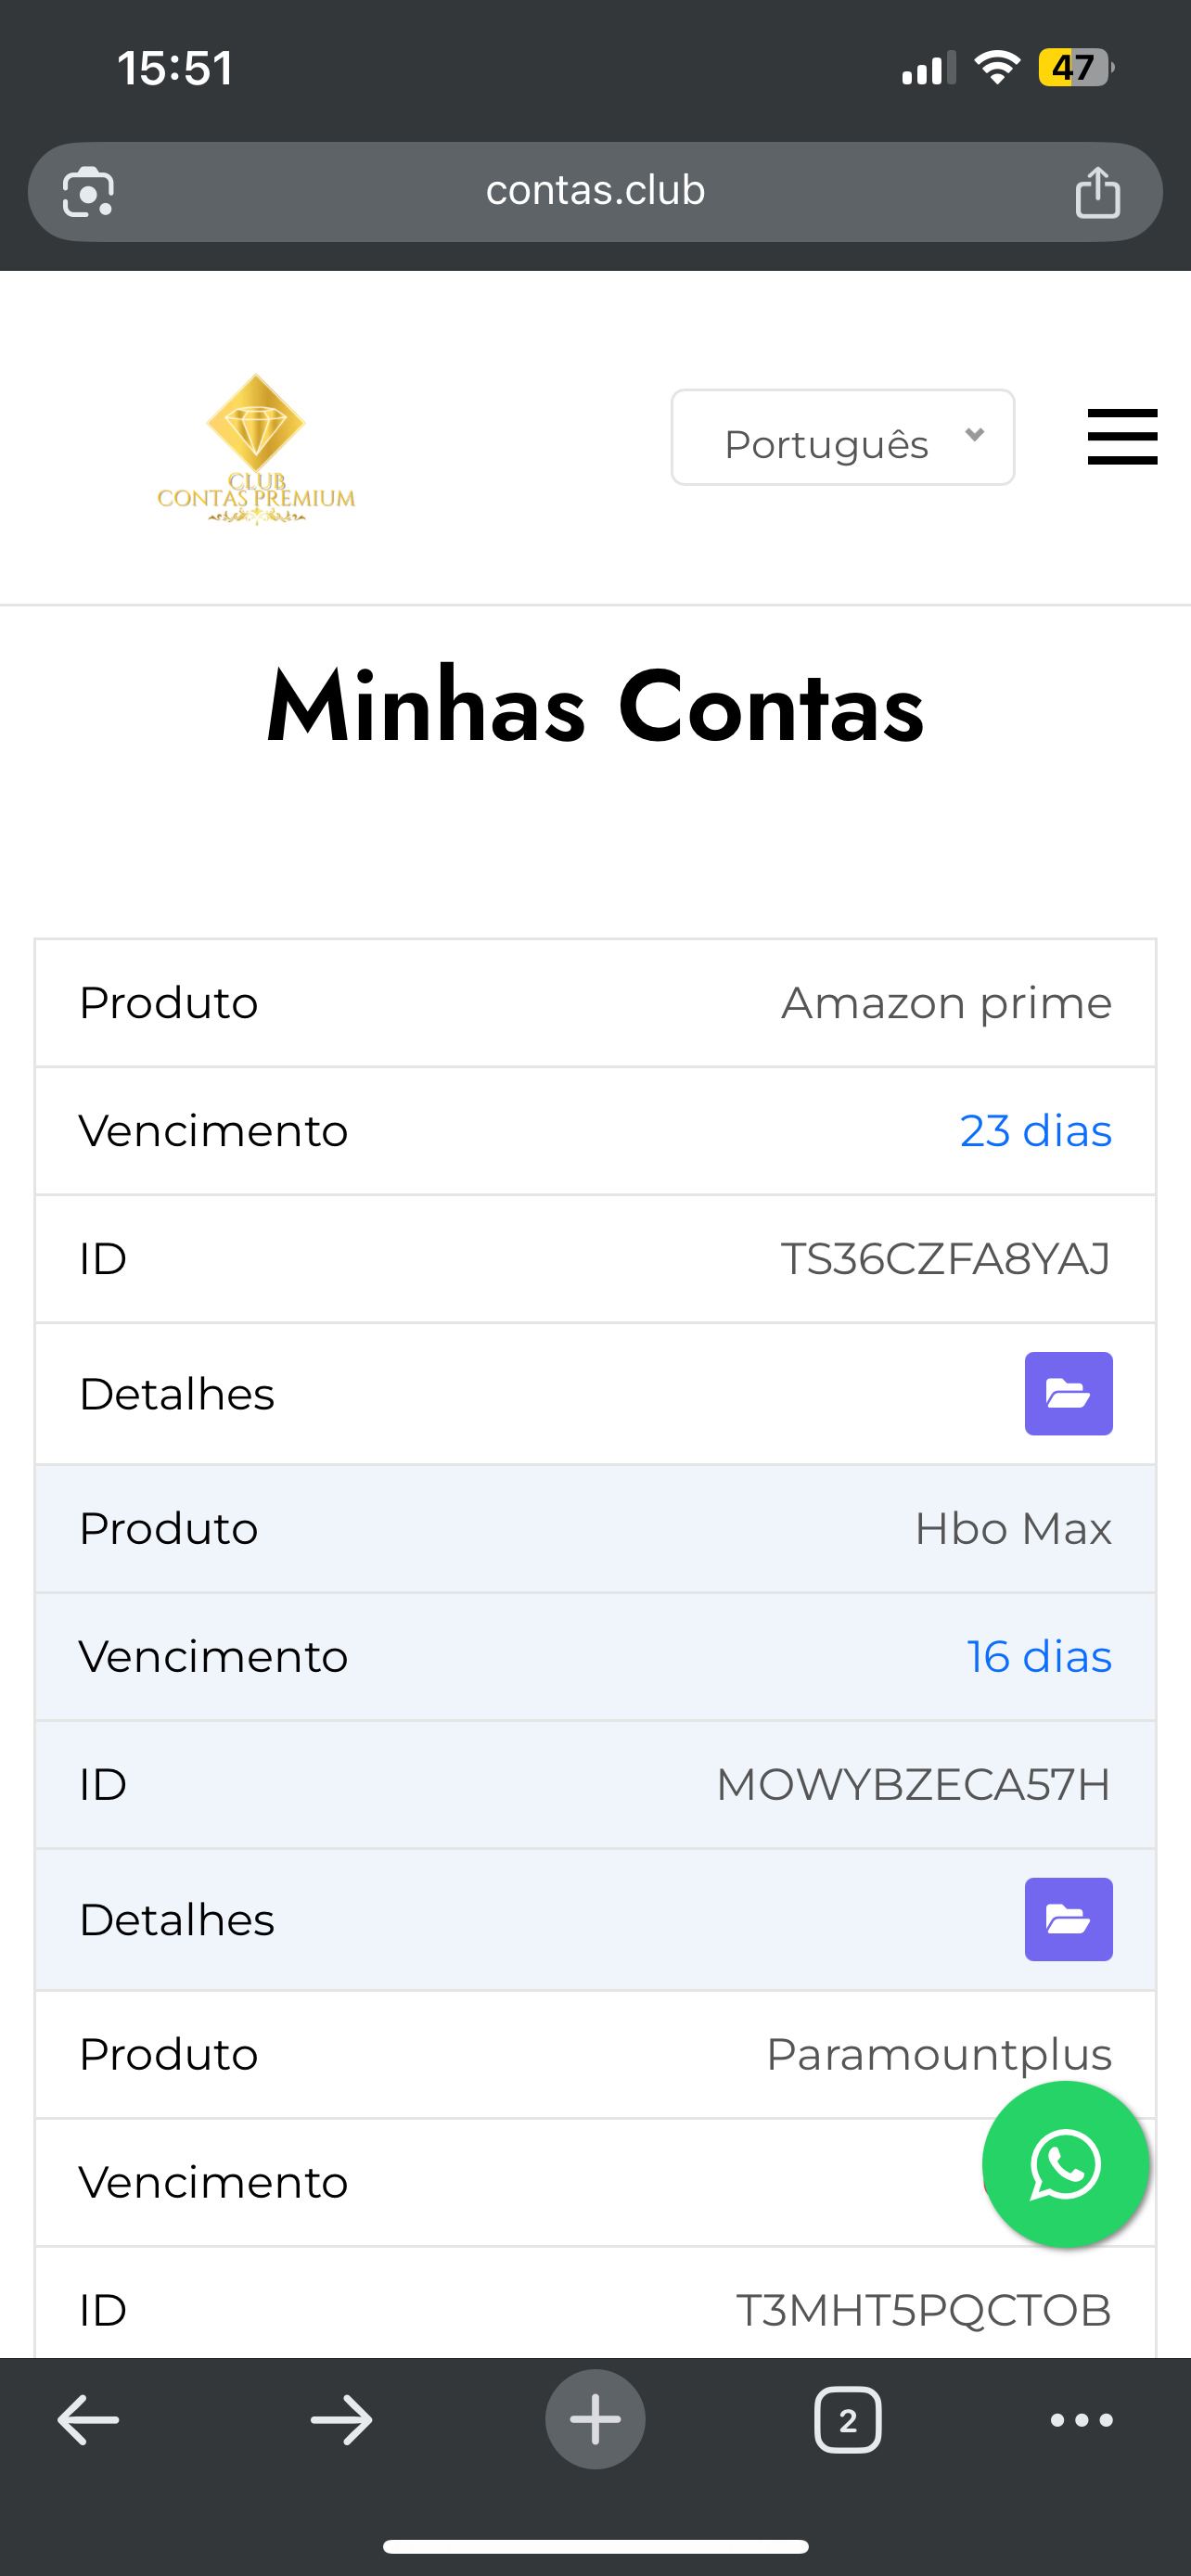 15:51
47
contas.club
CLUB
CONTAS PREMIUM
Português
Minhas Contas
Produto Amazon prime
Vencimento 23 dias
ID TS36CZFA8YAJ
Detalhes
Produto Hbo Max
Vencimento 16 dias
ID MOWYBZECA57H
Detalhes
Produto Paramountplus
Vencimento
ID T3MHT5PQCTOB
2